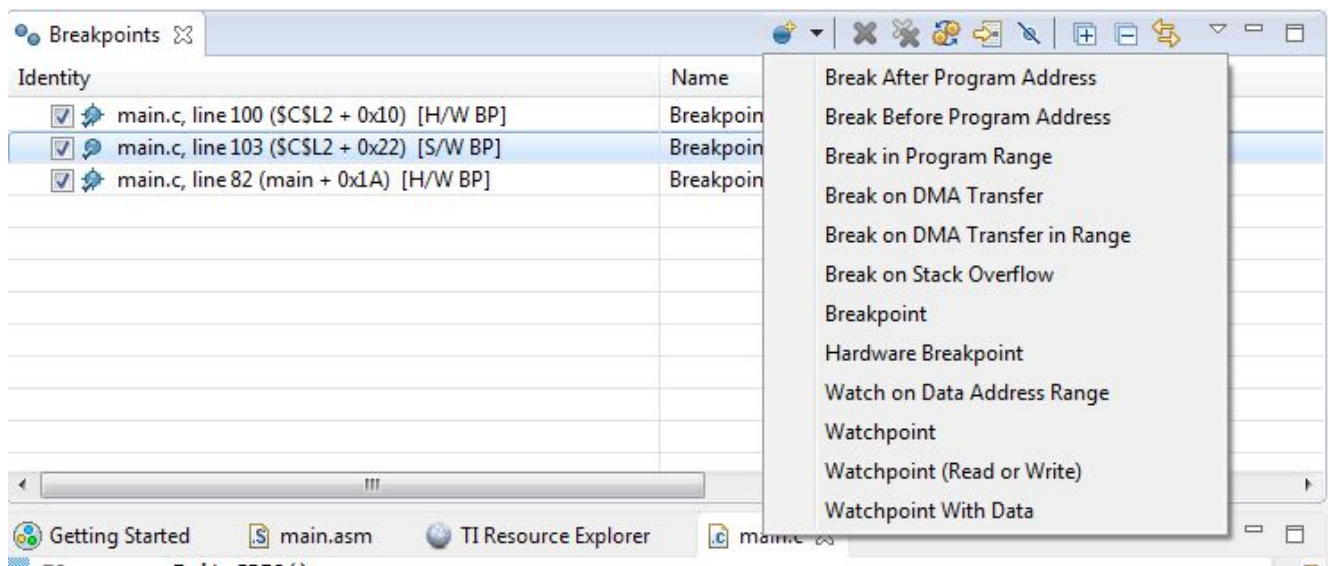 Breakpoints
Identity
Name
Break After Program Address
main.c, line 100 ($C$L2 + 0x10) [H/W BP]
Breakpoin
Break Before Program Address
main.c, line 103 ($C$L2 + 0x22) [S/W BP]
Breakpoin
Break in Program Range
main.c, line 82 (main + 0x1A) [H/W BP]
Breakpoin
Break on DMA Transfer
Break on DMA Transfer in Range
Break on Stack Overflow
Breakpoint
Hardware Breakpoint
Watch on Data Address Range
Watchpoint
Watchpoint (Read or Write)
Watchpoint With Data
Getting Started
.S main.asm
TI Resource Explorer
.c main.c